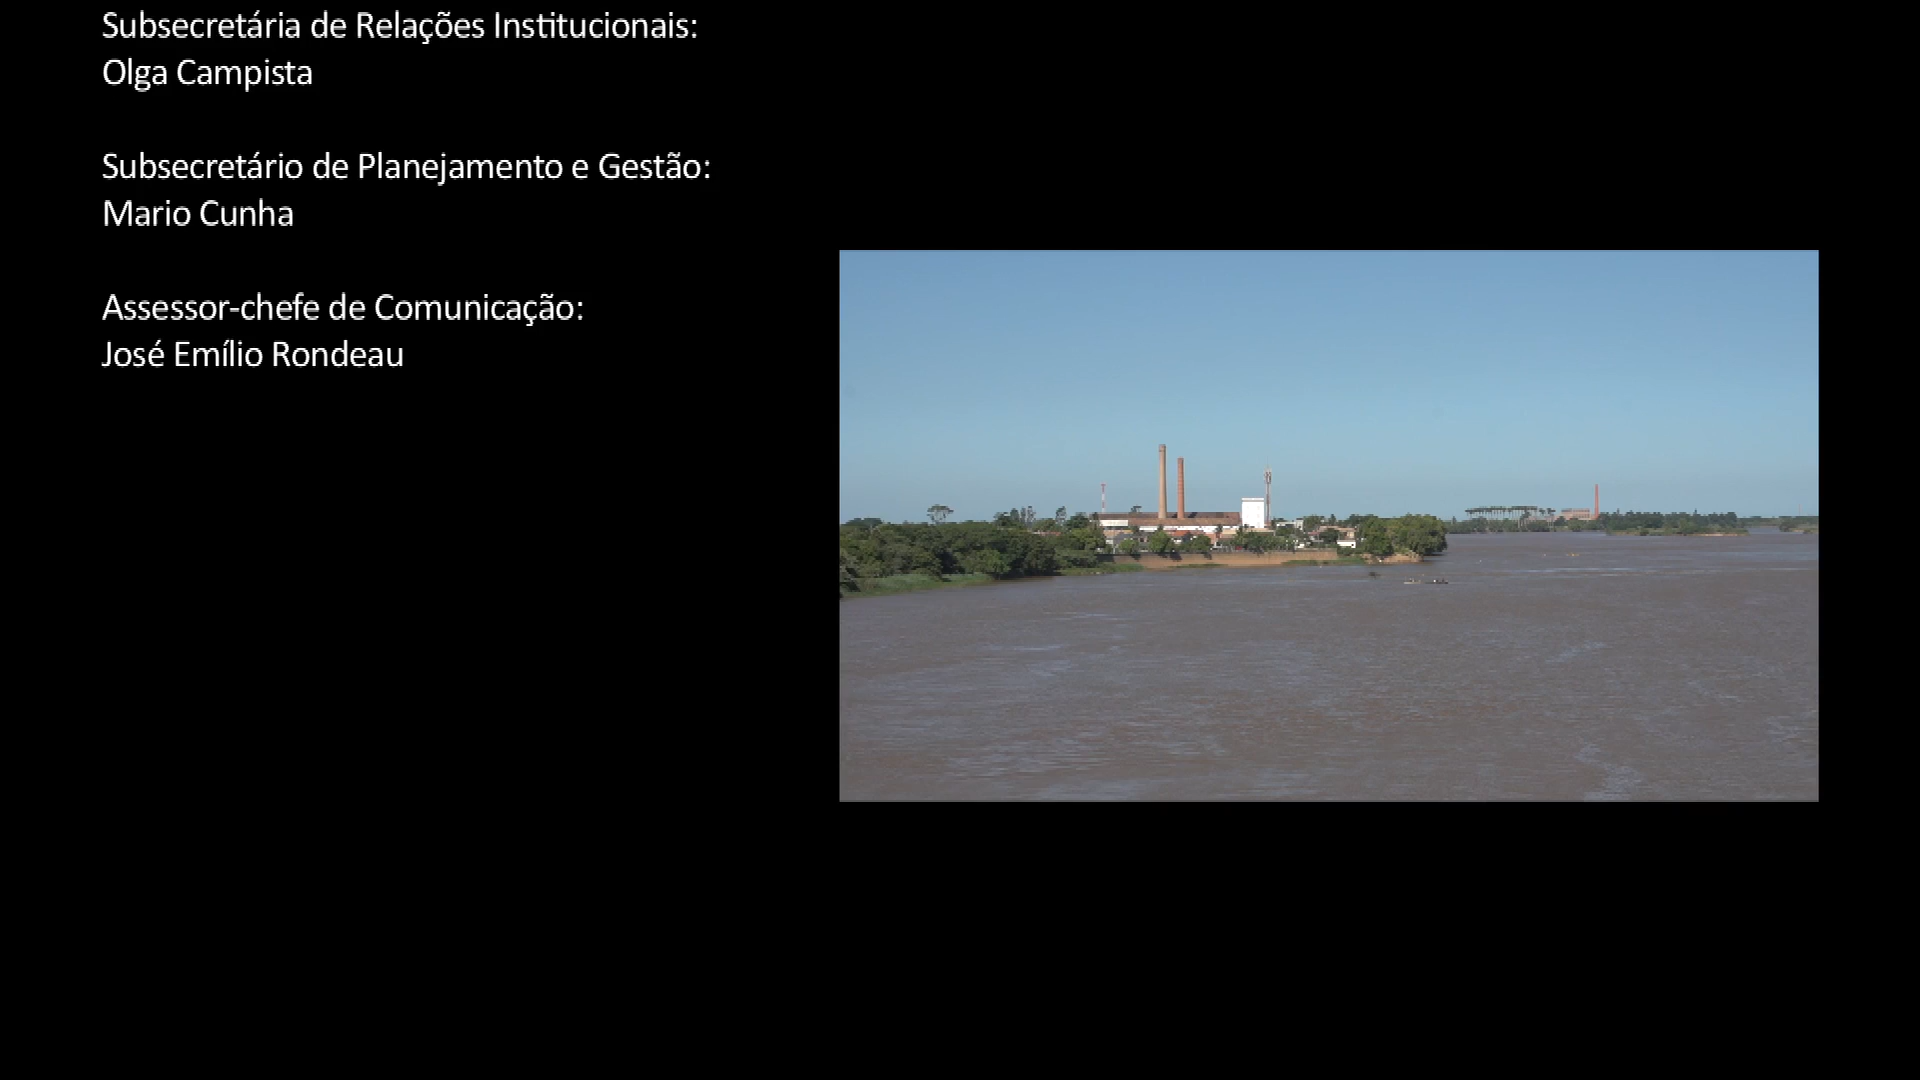 Subsecretária de Relações Institucionais:
Olga Campista
Subsecretário de Planejamento e Gestão:
Mario Cunha
Assessor-chefe de Comunicação:
José Emílio Rondeau